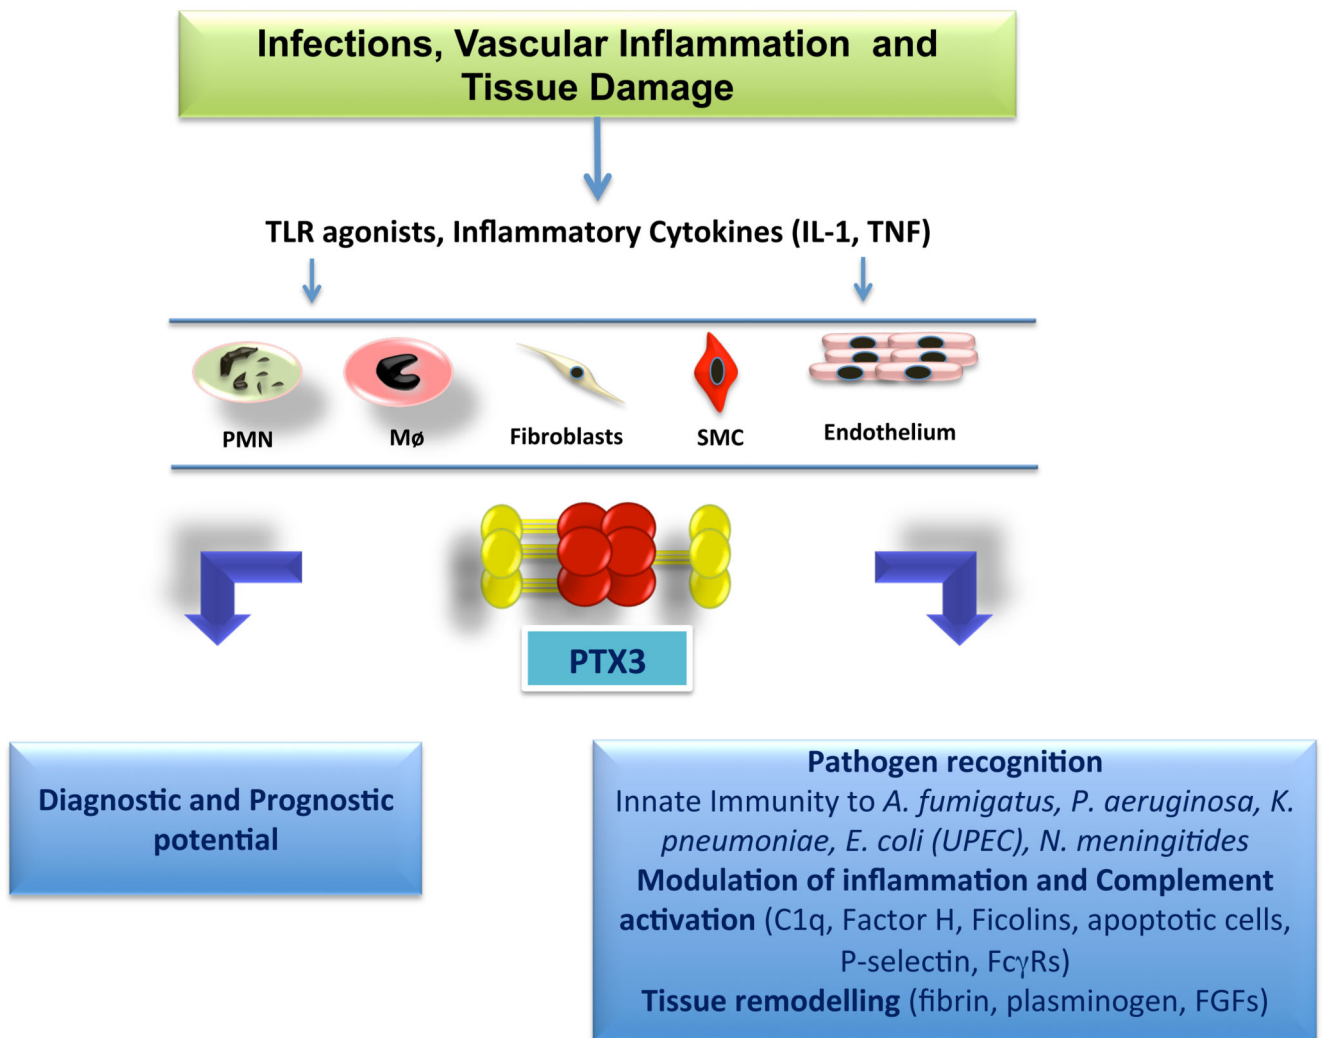 Infections, Vascular Inflammation and
Tissue Damage
TLR agonists, Inflammatory Cytokines (IL-1, TNF)
PMN
Mø
Fibroblasts
SMC
Endothelium
PTX3
Diagnostic and Prognostic
potential
Pathogen recognition
Innate Immunity to A. fumigatus, P. aeruginosa, K.
pneumoniae, E. coli (UPEC), N. meningitides
Modulation of inflammation and Complement
activation (C1q, Factor H, Ficolins, apoptotic cells,
P-selectin, FcγRs)
Tissue remodelling (fibrin, plasminogen, FGFs)